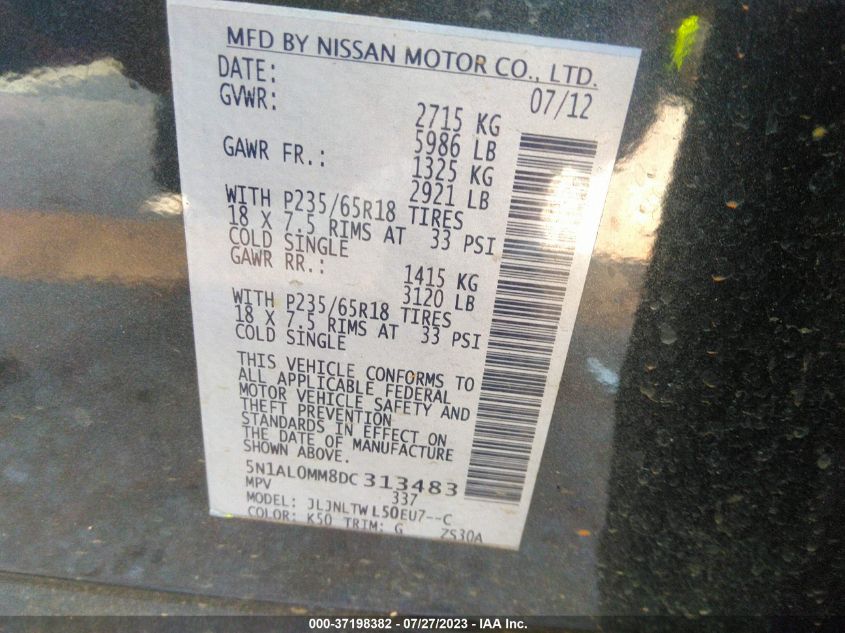 MFD BY NISSAN MOTOR CO., LTD.
DATE: 07/12
GVWR: 2715 KG
5986 LB
GAWR FR.: 1325 KG
2921 LB
WITH P235/65R18 TIRES
18 X 7.5 RIMS AT 33 PSI
COLD SINGLE
GAWR RR.: 1415 KG
3120 LB
WITH P235/65R18 TIRES
18 X 7.5 RIMS AT 33 PSI
COLD SINGLE
THIS VEHICLE CONFORMS TO
ALL APPLICABLE FEDERAL
MOTOR VEHICLE SAFETY AND
THEFT PREVENTION
STANDARDS IN EFFECT ON
THE DATE OF MANUFACTURE
SHOWN ABOVE.
5N1AL0MM8DC313483
MPV 337
MODEL: JLJNLTWL50EU7--C
COLOR: K50 TRIM: G ZS30A
000-37198382 / 07/27/2023 - IAA Inc.